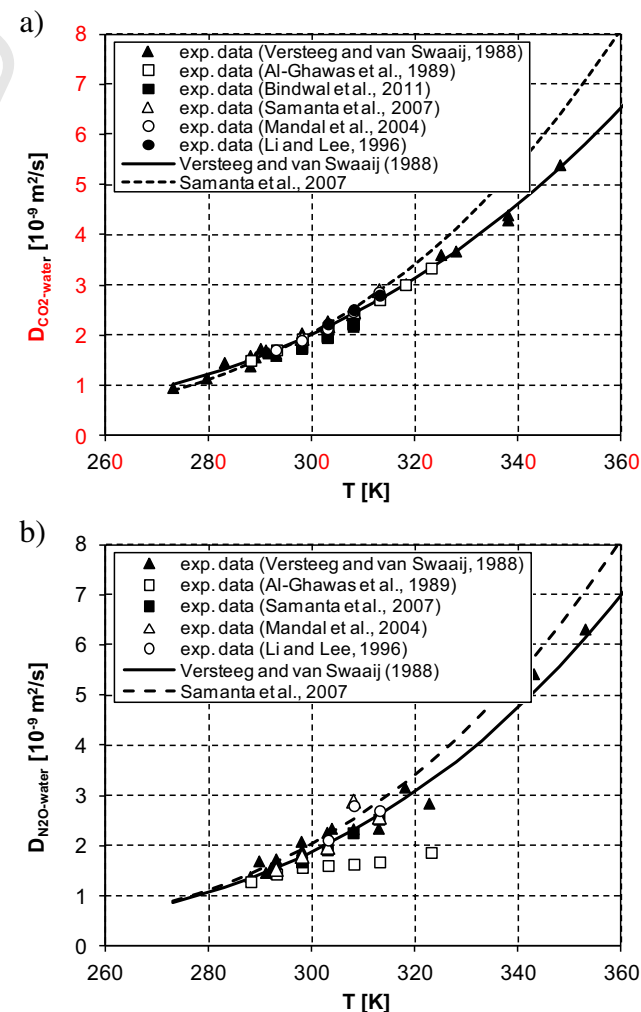 a)
8
7
6
5
4
3
2
1
0
D_CO2-water [10⁻⁹ m²/s]
exp. data (Versteeg and van Swaaij, 1988)
exp. data (Al-Ghawas et al., 1989)
exp. data (Bindwal et al., 2011)
exp. data (Samanta et al., 2007)
exp. data (Mandal et al., 2004)
exp. data (Li and Lee, 1996)
Versteeg and van Swaaij (1988)
Samanta et al., 2007
260 280 300 320 340 360
T [K]
b)
8
7
6
5
4
3
2
1
0
D_N2O-water [10⁻⁹ m²/s]
exp. data (Versteeg and van Swaaij, 1988)
exp. data (Al-Ghawas et al., 1989)
exp. data (Samanta et al., 2007)
exp. data (Mandal et al., 2004)
exp. data (Li and Lee, 1996)
Versteeg and van Swaaij (1988)
Samanta et al., 2007
260 280 300 320 340 360
T [K]